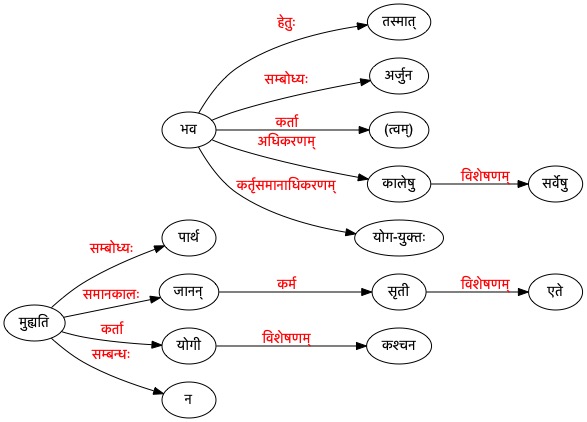 हेतुः
तस्मात्
सम्बोध्यः
अर्जुन
भव
कर्ता
(त्वम्)
अधिकरणम्
कालेषु
विशेषणम्
सर्वेषु
कर्तृसमानाधिकरणम्
योग-युक्तः
सम्बोध्यः
पार्थ
समानकालः
जानन्
कर्म
सृती
विशेषणम्
एते
मुह्यति
कर्ता
योगी
विशेषणम्
कश्चन
सम्बन्धः
न